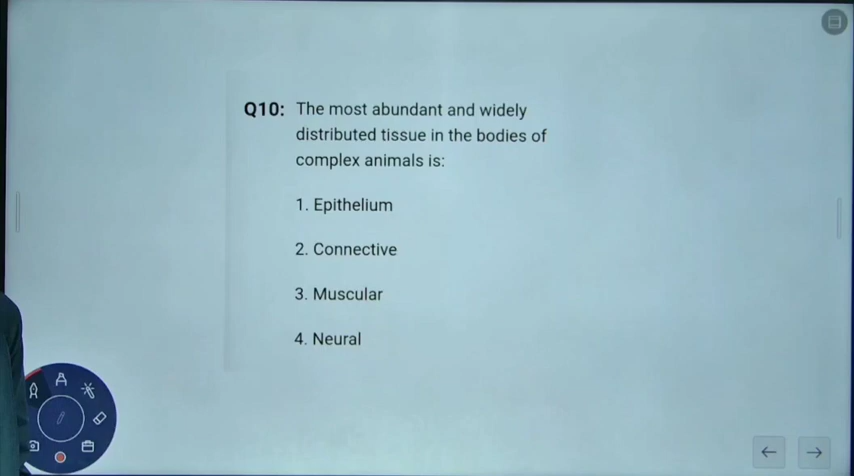 Q10: The most abundant and widely
distributed tissue in the bodies of
complex animals is:
1. Epithelium
2. Connective
3. Muscular
4. Neural